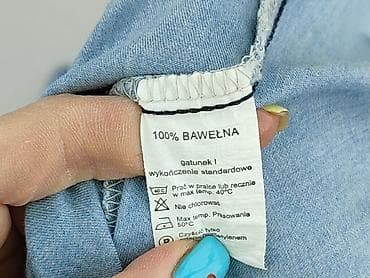 100% BAWEŁNA
gatunek I
wykończenie standardowe
Prać w pralce lub ręcznie
w max temp. 40°C
Nie chlorować
Max temp. Prasowania
50°C
Czyścić tylko